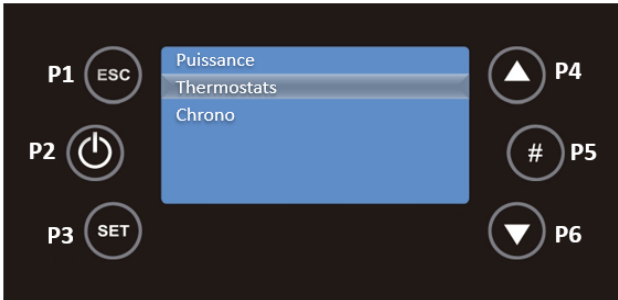 P1 ESC
P2
P3 SET
Puissance
Thermostats
Chrono
P4
# P5
P6